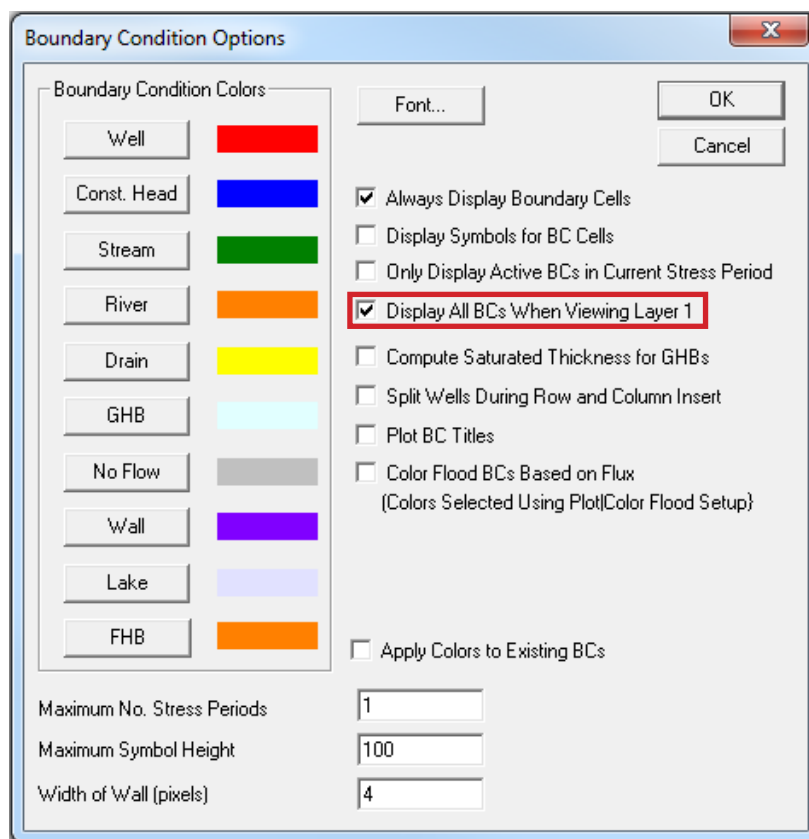 Boundary Condition Options
x
Boundary Condition Colors
Well
Const. Head
Stream
River
Drain
GHB
No Flow
Wall
Lake
FHB
Font...
OK
Cancel
Always Display Boundary Cells
Display Symbols for BC Cells
Only Display Active BCs in Current Stress Period
Display All BCs When Viewing Layer 1
Compute Saturated Thickness for GHBs
Split Wells During Row and Column Insert
Plot BC Titles
Color Flood BCs Based on Flux
(Colors Selected Using Plot|Color Flood Setup}
Apply Colors to Existing BCs
Maximum No. Stress Periods 1
Maximum Symbol Height 100
Width of Wall (pixels) 4